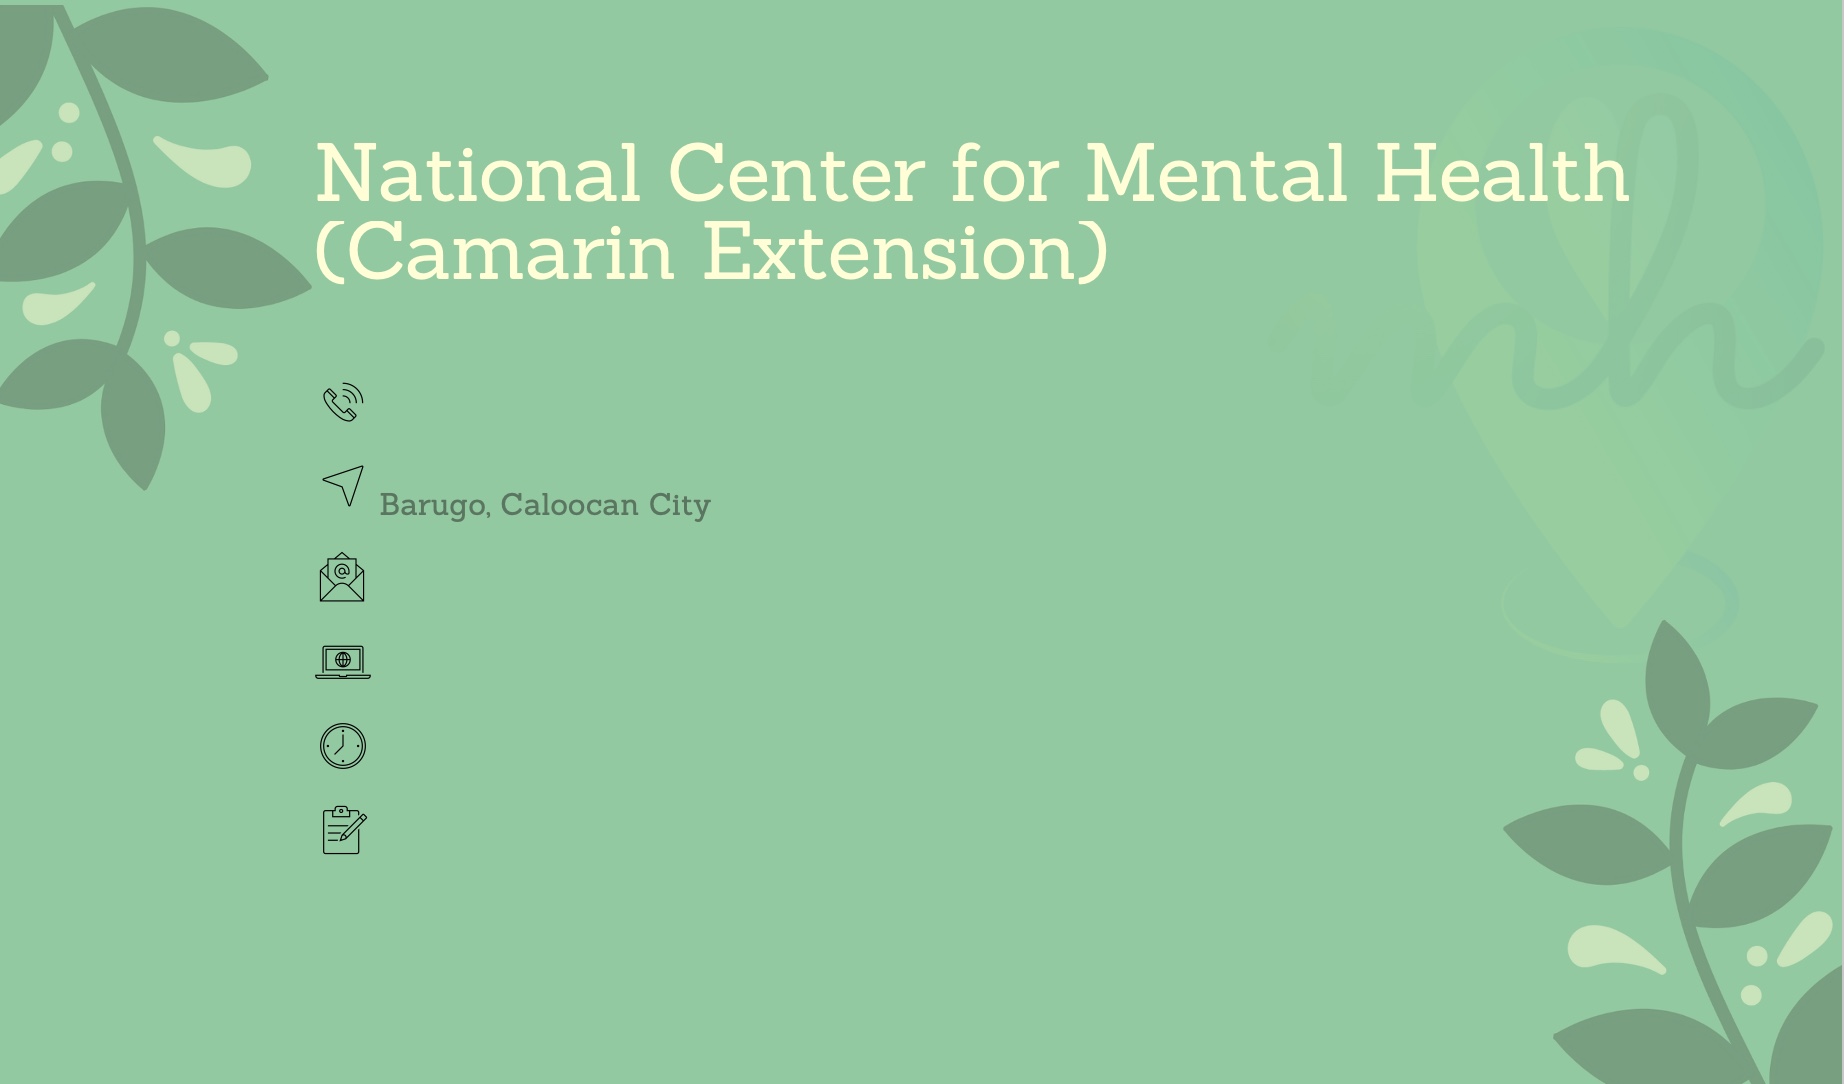 National Center for Mental Health
(Camarin Extension)
Barugo, Caloocan City